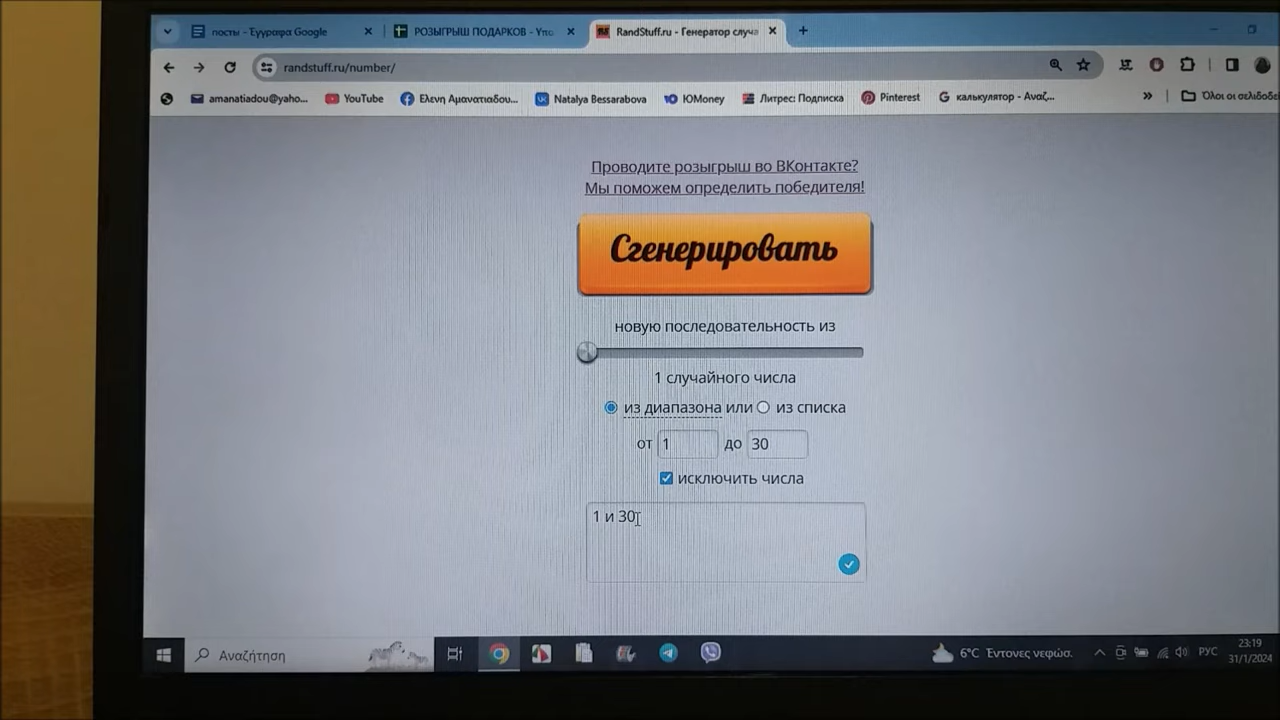 посты - Έγγραφα Google
РОЗЫГРЫШ ПОДАРКОВ - Υπο
RandStuff.ru - Генератор случа
randstuff.ru/number/
amanatiadou@yaho...
YouTube
Ελενη Αμανατιαδου...
Natalya Bessarabova
ЮMoney
Литрес: Подписка
Pinterest
калькулятор - Αναζ...
Όλοι οι σελιδοδε
Проводите розыгрыш во ВКонтакте?
Мы поможем определить победителя!
Сгенерировать
новую последовательность из
1 случайного числа
из диапазона или из списка
от 1 до 30
исключить числа
1 и 30
Αναζήτηση
6°C Έντονες νεφώσ.
РУС
23:19
31/1/2024